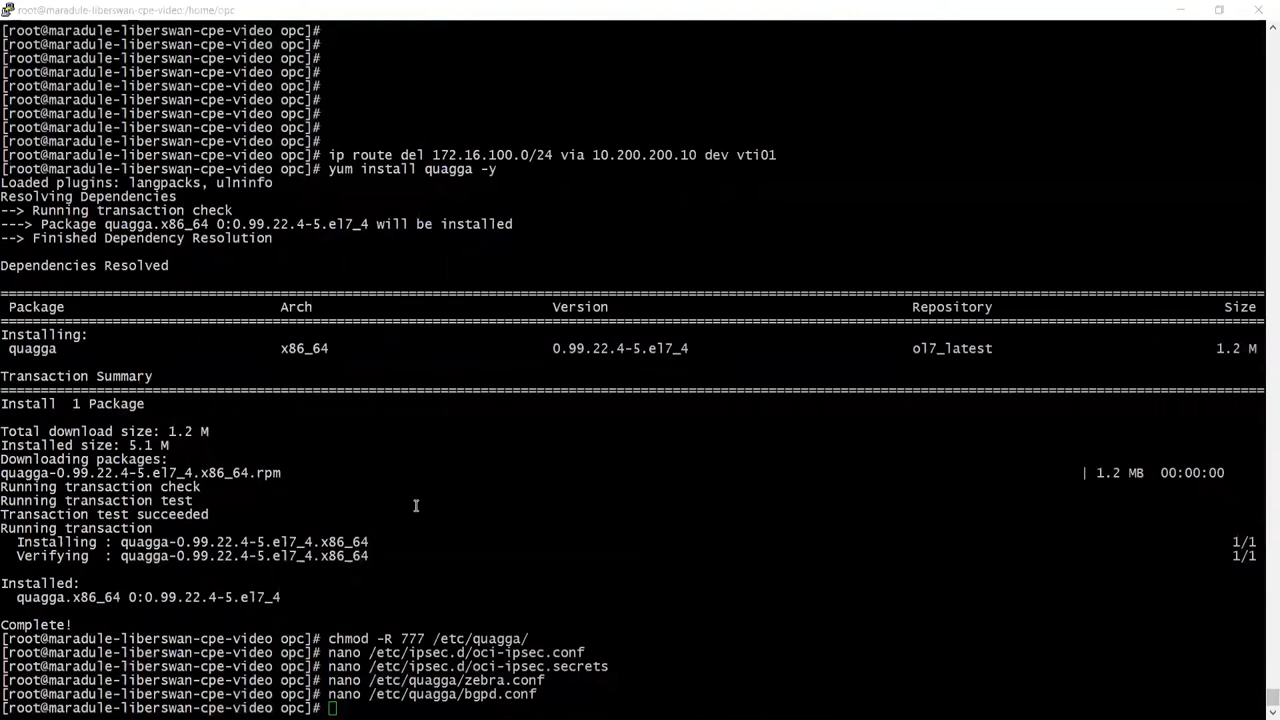 root@maradule-liberswan-cpe-video:/home/opc
[root@maradule-liberswan-cpe-video opc]#
[root@maradule-liberswan-cpe-video opc]#
[root@maradule-liberswan-cpe-video opc]#
[root@maradule-liberswan-cpe-video opc]#
[root@maradule-liberswan-cpe-video opc]#
[root@maradule-liberswan-cpe-video opc]#
[root@maradule-liberswan-cpe-video opc]#
[root@maradule-liberswan-cpe-video opc]#
[root@maradule-liberswan-cpe-video opc]#
[root@maradule-liberswan-cpe-video opc]# ip route del 172.16.100.0/24 via 10.200.200.10 dev vti01
[root@maradule-liberswan-cpe-video opc]# yum install quagga -y
Loaded plugins: langpacks, ulninfo
Resolving Dependencies
--> Running transaction check
---> Package quagga.x86_64 0:0.99.22.4-5.el7_4 will be installed
--> Finished Dependency Resolution
Dependencies Resolved
Package Arch Version Repository Size
Installing:
quagga x86_64 0.99.22.4-5.el7_4 ol7_latest 1.2 M
Transaction Summary
Install 1 Package
Total download size: 1.2 M
Installed size: 5.1 M
Downloading packages:
quagga-0.99.22.4-5.el7_4.x86_64.rpm | 1.2 MB 00:00:00
Running transaction check
Running transaction test
Transaction test succeeded
Running transaction
Installing : quagga-0.99.22.4-5.el7_4.x86_64 1/1
Verifying : quagga-0.99.22.4-5.el7_4.x86_64 1/1
Installed:
quagga.x86_64 0:0.99.22.4-5.el7_4
Complete!
[root@maradule-liberswan-cpe-video opc]# chmod -R 777 /etc/quagga/
[root@maradule-liberswan-cpe-video opc]# nano /etc/ipsec.d/oci-ipsec.conf
[root@maradule-liberswan-cpe-video opc]# nano /etc/ipsec.d/oci-ipsec.secrets
[root@maradule-liberswan-cpe-video opc]# nano /etc/quagga/zebra.conf
[root@maradule-liberswan-cpe-video opc]# nano /etc/quagga/bgpd.conf
[root@maradule-liberswan-cpe-video opc]#